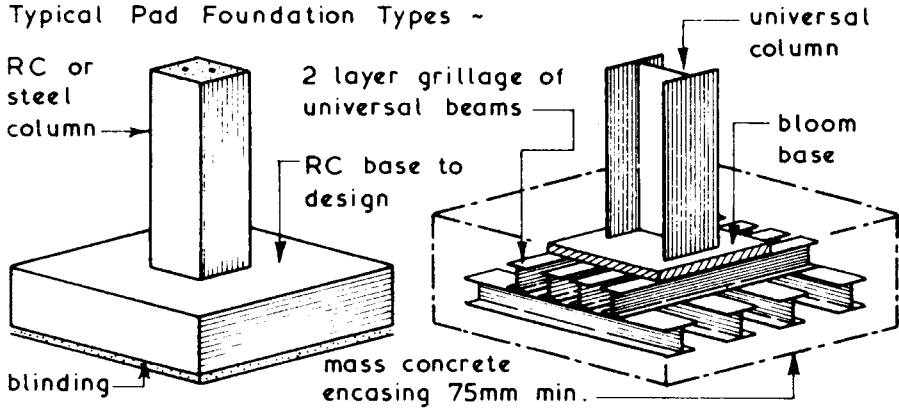 Typical Pad Foundation Types ~
RC or
steel
column
2 layer grillage of
universal beams
universal
column
bloom
base
RC base to
design
blinding
mass concrete
encasing 75mm min.